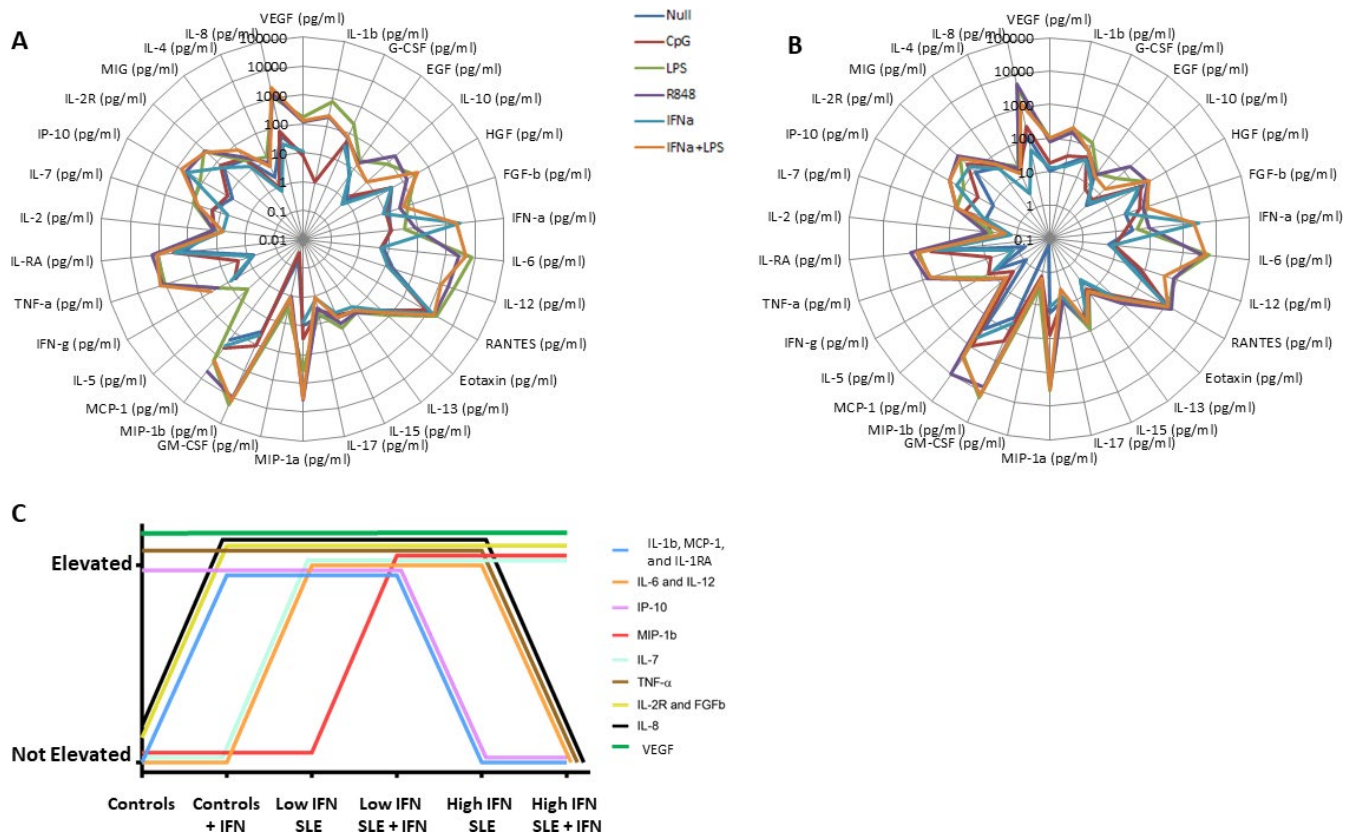 A
VEGF (pg/ml)
IL-1b (pg/ml)
G-CSF (pg/ml)
EGF (pg/ml)
IL-10 (pg/ml)
HGF (pg/ml)
FGF-b (pg/ml)
IFN-a (pg/ml)
IL-6 (pg/ml)
IL-12 (pg/ml)
RANTES (pg/ml)
Eotaxin (pg/ml)
IL-13 (pg/ml)
IL-15 (pg/ml)
IL-17 (pg/ml)
MIP-1a (pg/ml)
GM-CSF (pg/ml)
MIP-1b (pg/ml)
MCP-1 (pg/ml)
IL-5 (pg/ml)
IFN-g (pg/ml)
TNF-a (pg/ml)
IL-RA (pg/ml)
IL-2 (pg/ml)
IL-7 (pg/ml)
IP-10 (pg/ml)
IL-2R (pg/ml)
MIG (pg/ml)
IL-4 (pg/ml)
IL-8 (pg/ml)
100000
10000
1000
100
10
1
0.1
0.01
Null
CpG
LPS
R848
IFNa
IFNa+LPS
B
VEGF (pg/ml)
IL-1b (pg/ml)
G-CSF (pg/ml)
EGF (pg/ml)
IL-10 (pg/ml)
HGF (pg/ml)
FGF-b (pg/ml)
IFN-a (pg/ml)
IL-6 (pg/ml)
IL-12 (pg/ml)
RANTES (pg/ml)
Eotaxin (pg/ml)
IL-13 (pg/ml)
IL-15 (pg/ml)
IL-17 (pg/ml)
MIP-1a (pg/ml)
GM-CSF (pg/ml)
MIP-1b (pg/ml)
MCP-1 (pg/ml)
IL-5 (pg/ml)
IFN-g (pg/ml)
TNF-a (pg/ml)
IL-RA (pg/ml)
IL-2 (pg/ml)
IL-7 (pg/ml)
IP-10 (pg/ml)
IL-2R (pg/ml)
MIG (pg/ml)
IL-4 (pg/ml)
IL-8 (pg/ml)
100000
10000
1000
100
10
1
0.1
C
Elevated
Not Elevated
Controls
Controls
+ IFN
Low IFN
SLE
Low IFN
SLE + IFN
High IFN
SLE
High IFN
SLE + IFN
IL-1b, MCP-1,
and IL-1RA
IL-6 and IL-12
IP-10
MIP-1b
IL-7
TNF-α
IL-2R and FGFb
IL-8
VEGF